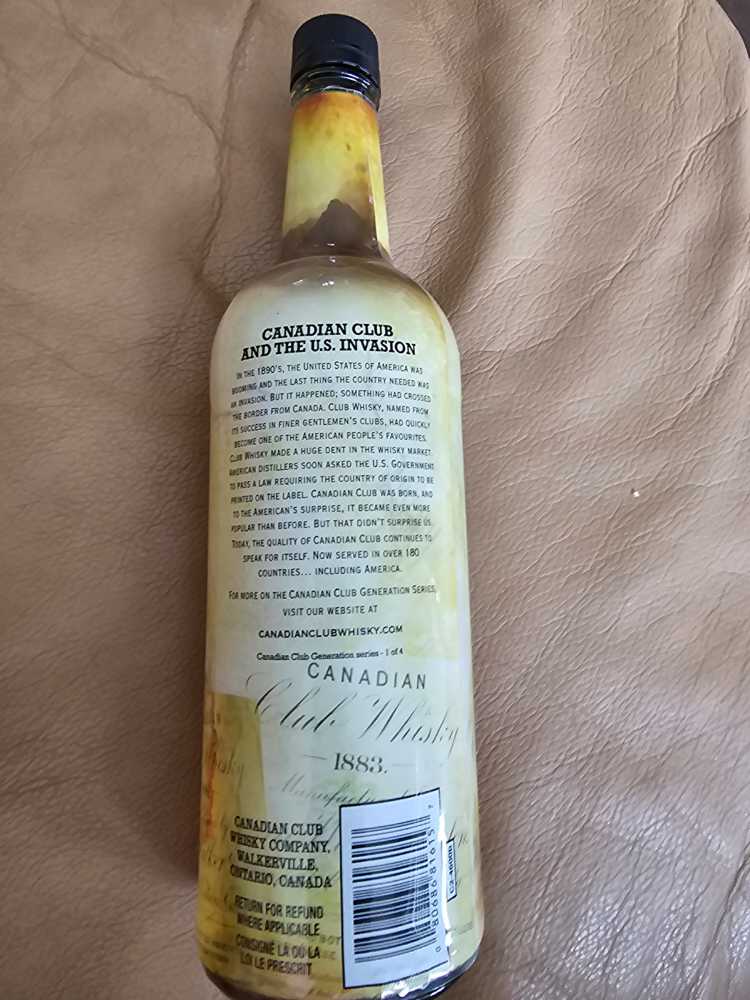 CANADIAN CLUB
AND THE U.S. INVASION
IN THE 1890'S, THE UNITED STATES OF AMERICA WAS
BOOMING AND THE LAST THING THE COUNTRY NEEDED WAS
AN INVASION. BUT IT HAPPENED; SOMETHING HAD CROSSED
THE BORDER FROM CANADA. CLUB WHISKY, NAMED FROM
ITS SUCCESS IN FINER GENTLEMEN'S CLUBS, HAD QUICKLY
BECOME ONE OF THE AMERICAN PEOPLE'S FAVOURITES.
CLUB WHISKY MADE A HUGE DENT IN THE WHISKY MARKET.
AMERICAN DISTILLERS SOON ASKED THE U.S. GOVERNMENT
TO PASS A LAW REQUIRING THE COUNTRY OF ORIGIN TO BE
PRINTED ON THE LABEL. CANADIAN CLUB WAS BORN, AND
TO THE AMERICAN'S SURPRISE, IT BECAME EVEN MORE
POPULAR THAN BEFORE. BUT THAT DIDN'T SURPRISE US.
TODAY, THE QUALITY OF CANADIAN CLUB CONTINUES TO
SPEAK FOR ITSELF. NOW SERVED IN OVER 180
COUNTRIES... INCLUDING AMERICA.
FOR MORE ON THE CANADIAN CLUB GENERATION SERIES,
VISIT OUR WEBSITE AT
CANADIANCLUBWHISKY.COM
Canadian Club Generation series - 1 of 4
CANADIAN
Club Whisky
1883.
CANADIAN CLUB
WHISKY COMPANY,
WALKERVILLE,
ONTARIO, CANADA
RETURN FOR REFUND
WHERE APPLICABLE
CONSIGNÉ LÀ OÙ LA
LOI LE PRESCRIT
0 80686 81615 7